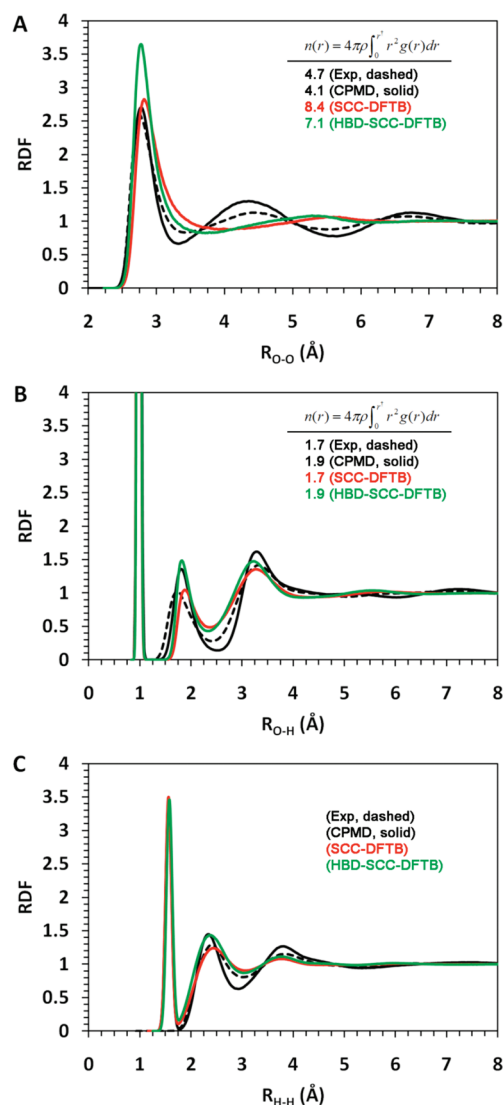 A
n(r) = 4πρ∫₀^r' r² g(r)dr
4.7 (Exp, dashed)
4.1 (CPMD, solid)
8.4 (SCC-DFTB)
7.1 (HBD-SCC-DFTB)
RDF
4
3.5
3
2.5
2
1.5
1
0.5
0
2 3 4 5 6 7 8
R_O-O (Å)
B
n(r) = 4πρ∫₀^r' r² g(r)dr
1.7 (Exp, dashed)
1.9 (CPMD, solid)
1.7 (SCC-DFTB)
1.9 (HBD-SCC-DFTB)
RDF
4
3.5
3
2.5
2
1.5
1
0.5
0
0 1 2 3 4 5 6 7 8
R_O-H (Å)
C
(Exp, dashed)
(CPMD, solid)
(SCC-DFTB)
(HBD-SCC-DFTB)
RDF
4
3.5
3
2.5
2
1.5
1
0.5
0
0 1 2 3 4 5 6 7 8
R_H-H (Å)